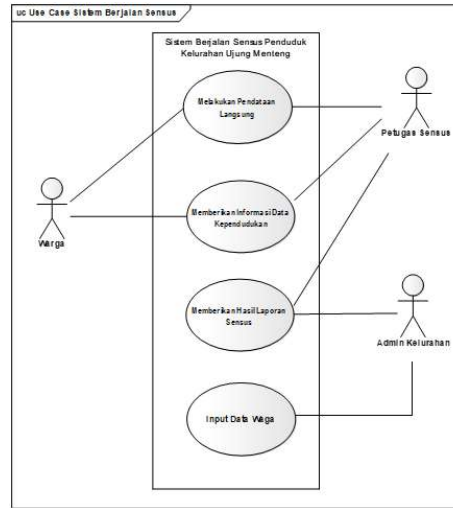 uc Use Case Sistem Berjalan Sensus
Sistem Berjalan Sensus Penduduk
Kelurahan Ujung Menteng
Melakukan Pendataan
Langsung
Petugas Sensus
Memberikan Informasi Data
Kependudukan
Warga
Memberikan Hasil Laporan
Sensus
Admin Kelurahan
Input Data Waga